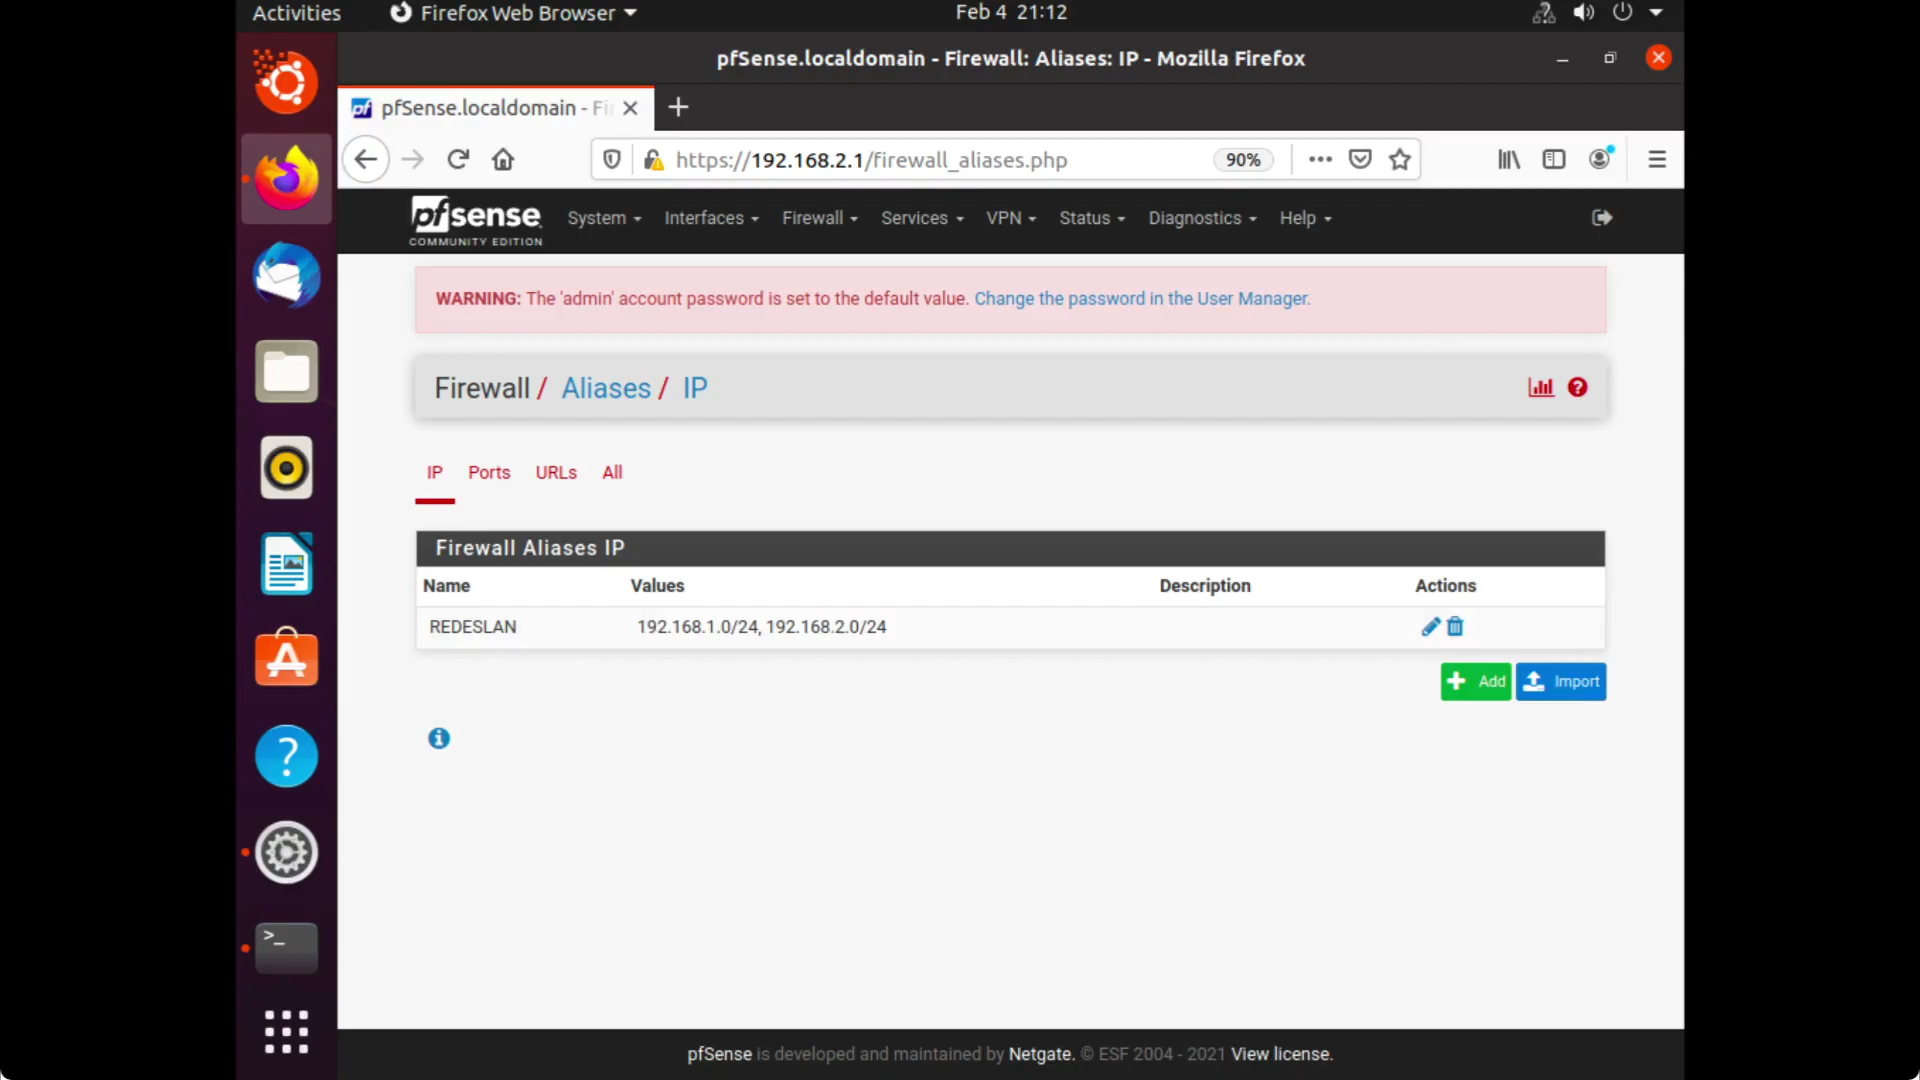 Activities Firefox Web Browser Feb 4 21:12
pfSense.localdomain - Firewall: Aliases: IP - Mozilla Firefox
pfSense.localdomain - Fi
https://192.168.2.1/firewall_aliases.php 90%
pfsense System Interfaces Firewall Services VPN Status Diagnostics Help
COMMUNITY EDITION
WARNING: The 'admin' account password is set to the default value. Change the password in the User Manager.
Firewall / Aliases / IP
IP Ports URLs All
Firewall Aliases IP
Name Values Description Actions
REDESLAN 192.168.1.0/24, 192.168.2.0/24
Add Import
pfSense is developed and maintained by Netgate. © ESF 2004 - 2021 View license.